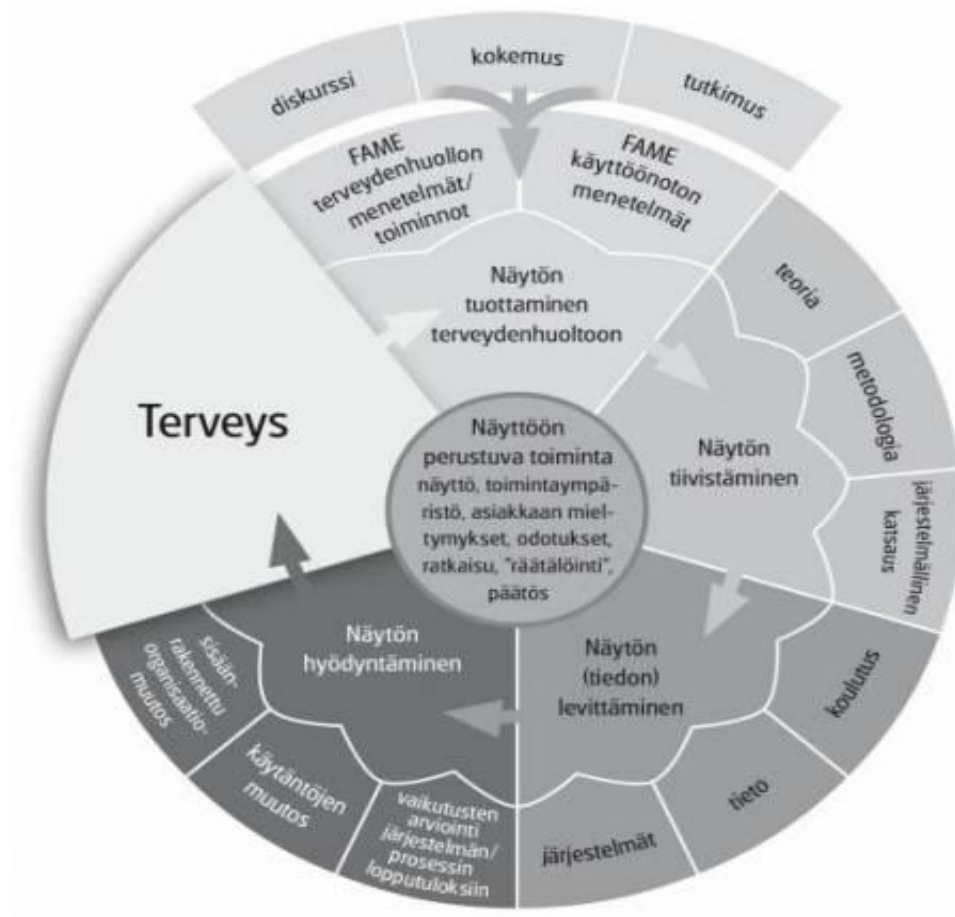 diskurssi
kokemus
tutkimus
FAME
terveydenhuollon
menetelmät/
toiminnot
FAME
käyttöönoton
menetelmät
Näytön
tuottaminen
terveydenhuoltoon
teoria
metodologia
järjestelmällinen
katsaus
Näytön
tiivistäminen
Terveys
Näyttöön
perustuva toiminta
näyttö, toimintaympä-
ristö, asiakkaan miel-
tymykset, odotukset,
ratkaisu, "räätälöinti",
päätös
Näytön
(tiedon)
levittäminen
koulutus
tieto
järjestelmät
Näytön
hyödyntäminen
sisään-
rakennettu
organisaatio-
muutos
käytäntöjen
muutos
vaikutusten
arviointi
järjestelmän/
prosessin
lopputuloksiin